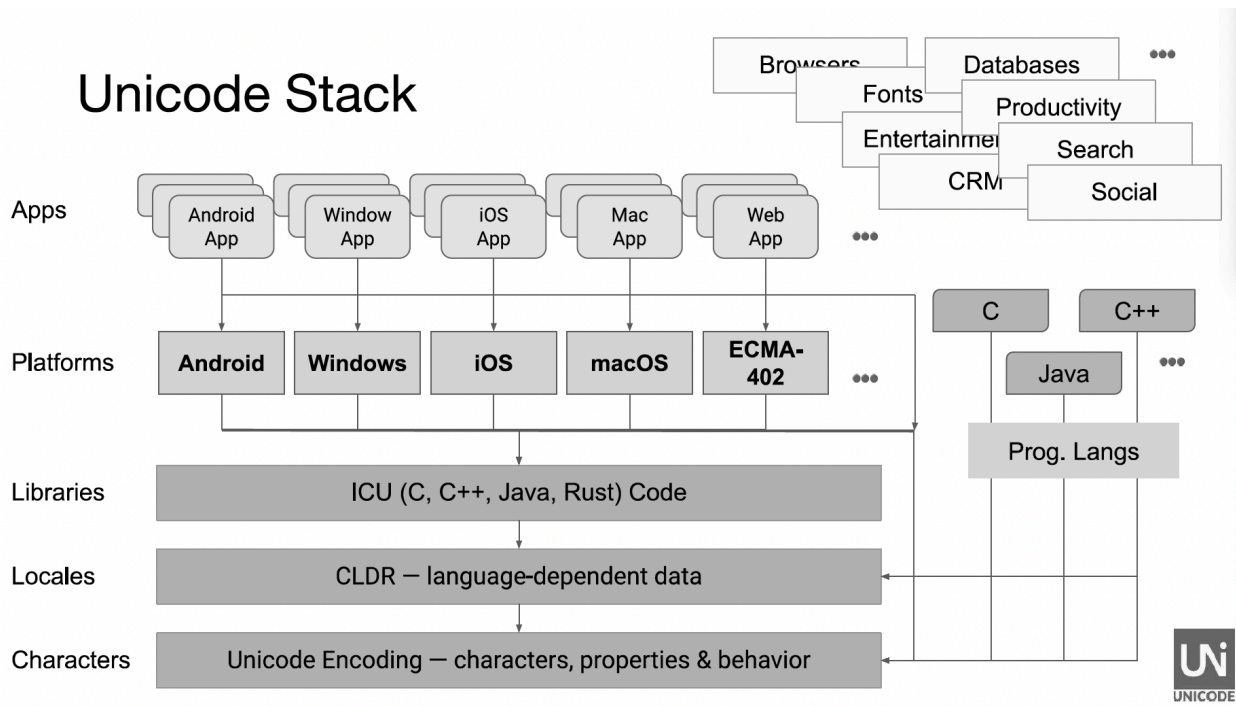 Unicode Stack
Browsers
Databases
•••
Fonts
Productivity
Entertainmen
Search
CRM
Social
Apps
Android
App
Window
App
iOS
App
Mac
App
Web
App
•••
C
C++
Java
•••
Platforms
Android
Windows
iOS
macOS
ECMA-
402
•••
Prog. Langs
Libraries
ICU (C, C++, Java, Rust) Code
Locales
CLDR — language-dependent data
Characters
Unicode Encoding — characters, properties & behavior
UNi
UNICODE